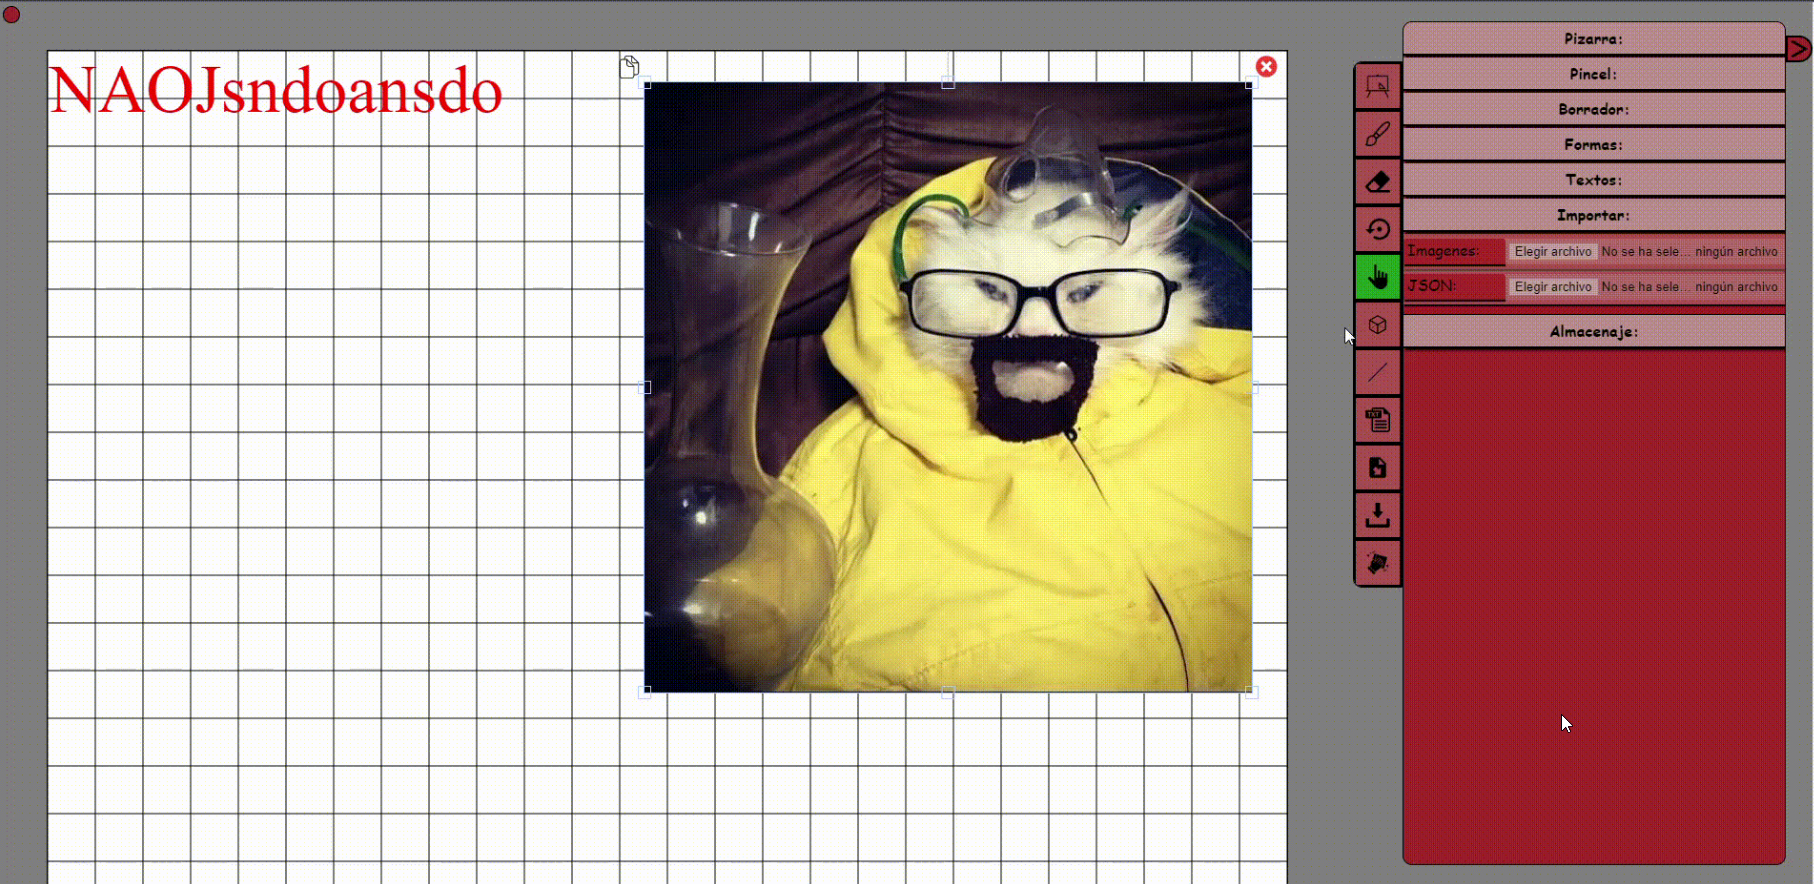 NAOJsndoansdo
Pizarra:
Pincel:
Borrador:
Formas:
Textos:
Importar:
Imagenes: Elegir archivo No se ha sele... ningún archivo
JSON: Elegir archivo No se ha sele... ningún archivo
Almacenaje:
TXT